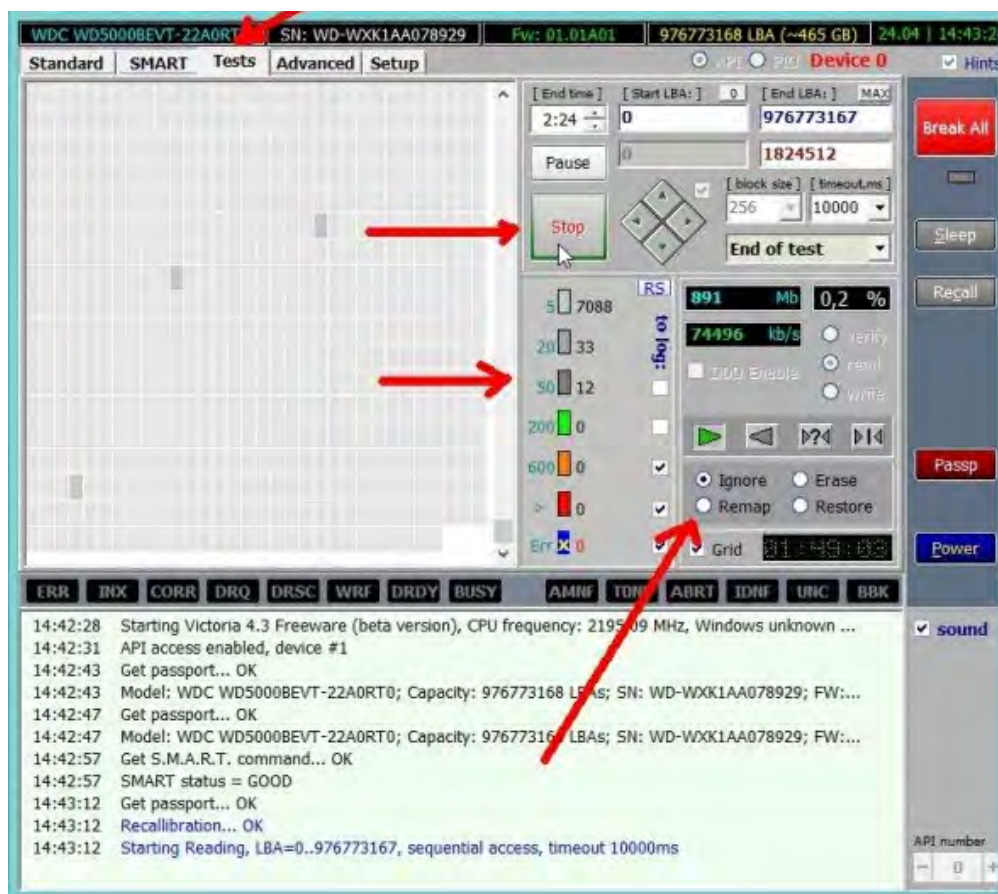 WDC WD5000BEVT-22A0RT0 SN: WD-WXK1AA078929 Fw: 01.01A01 976773168 LBA (~465 GB) 24.04 | 14:43:2
Standard SMART Tests Advanced Setup API PIO Device 0 Hints
[ End time ] [ Start LBA: ] 0 [ End LBA: ] MAX
2:24 0 976773167
Break All
Pause 0 1824512
[ block size ] [ timeout,ms ]
256 10000
Stop
End of test
Sleep
Recall
RS
to log:
5 7088
20 33
50 12
200 0
600 0
> 0
Err x 0
891 Mb 0,2 %
74496 kb/s
verify
DDD Enable
read
write
Ignore Erase
Remap Restore
Grid 01:49:03
Passp
Power
ERR INX CORR DRQ DRSC WRF DRDY BUSY AMNF ABRT IDNF UNC BBK
14:42:28 Starting Victoria 4.3 Freeware (beta version), CPU frequency: 2195,09 MHz, Windows unknown ...
14:42:31 API access enabled, device #1
14:42:43 Get passport... OK
14:42:43 Model: WDC WD5000BEVT-22A0RT0; Capacity: 976773168 LBAs; SN: WD-WXK1AA078929; FW:...
14:42:47 Get passport... OK
14:42:47 Model: WDC WD5000BEVT-22A0RT0; Capacity: 976773168 LBAs; SN: WD-WXK1AA078929; FW:...
14:42:57 Get S.M.A.R.T. command... OK
14:42:57 SMART status = GOOD
14:43:12 Get passport... OK
14:43:12 Recallibration... OK
14:43:12 Starting Reading, LBA=0..976773167, sequential access, timeout 10000ms
sound
API number
0